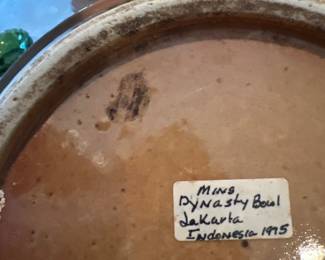 Ming
Dynasty Bowl
Jakarta
Indonesia 1975